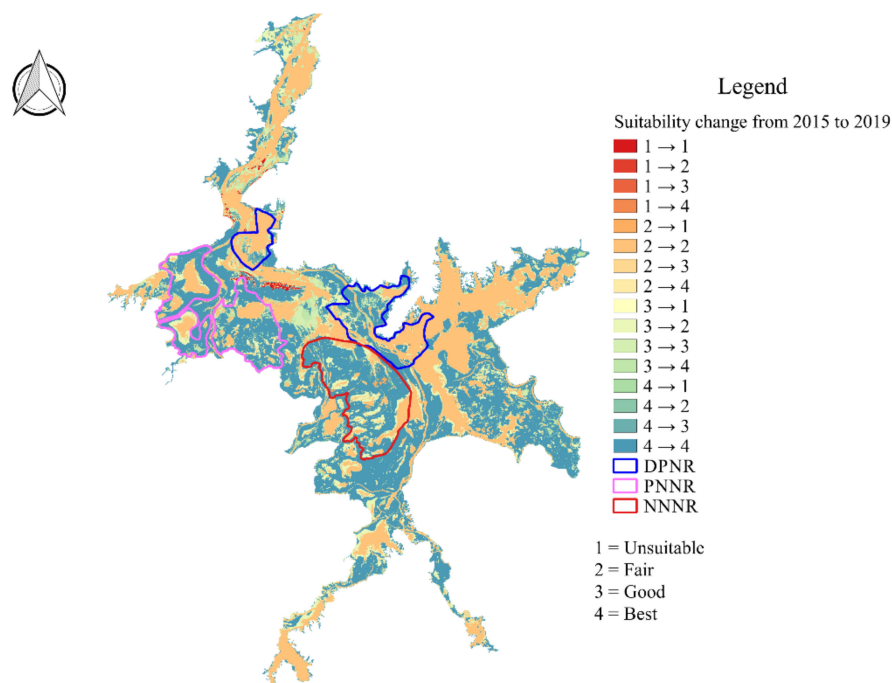 Legend
Suitability change from 2015 to 2019
1 → 1
1 → 2
1 → 3
1 → 4
2 → 1
2 → 2
2 → 3
2 → 4
3 → 1
3 → 2
3 → 3
3 → 4
4 → 1
4 → 2
4 → 3
4 → 4
DPNR
PNNR
NNNR
1 = Unsuitable
2 = Fair
3 = Good
4 = Best